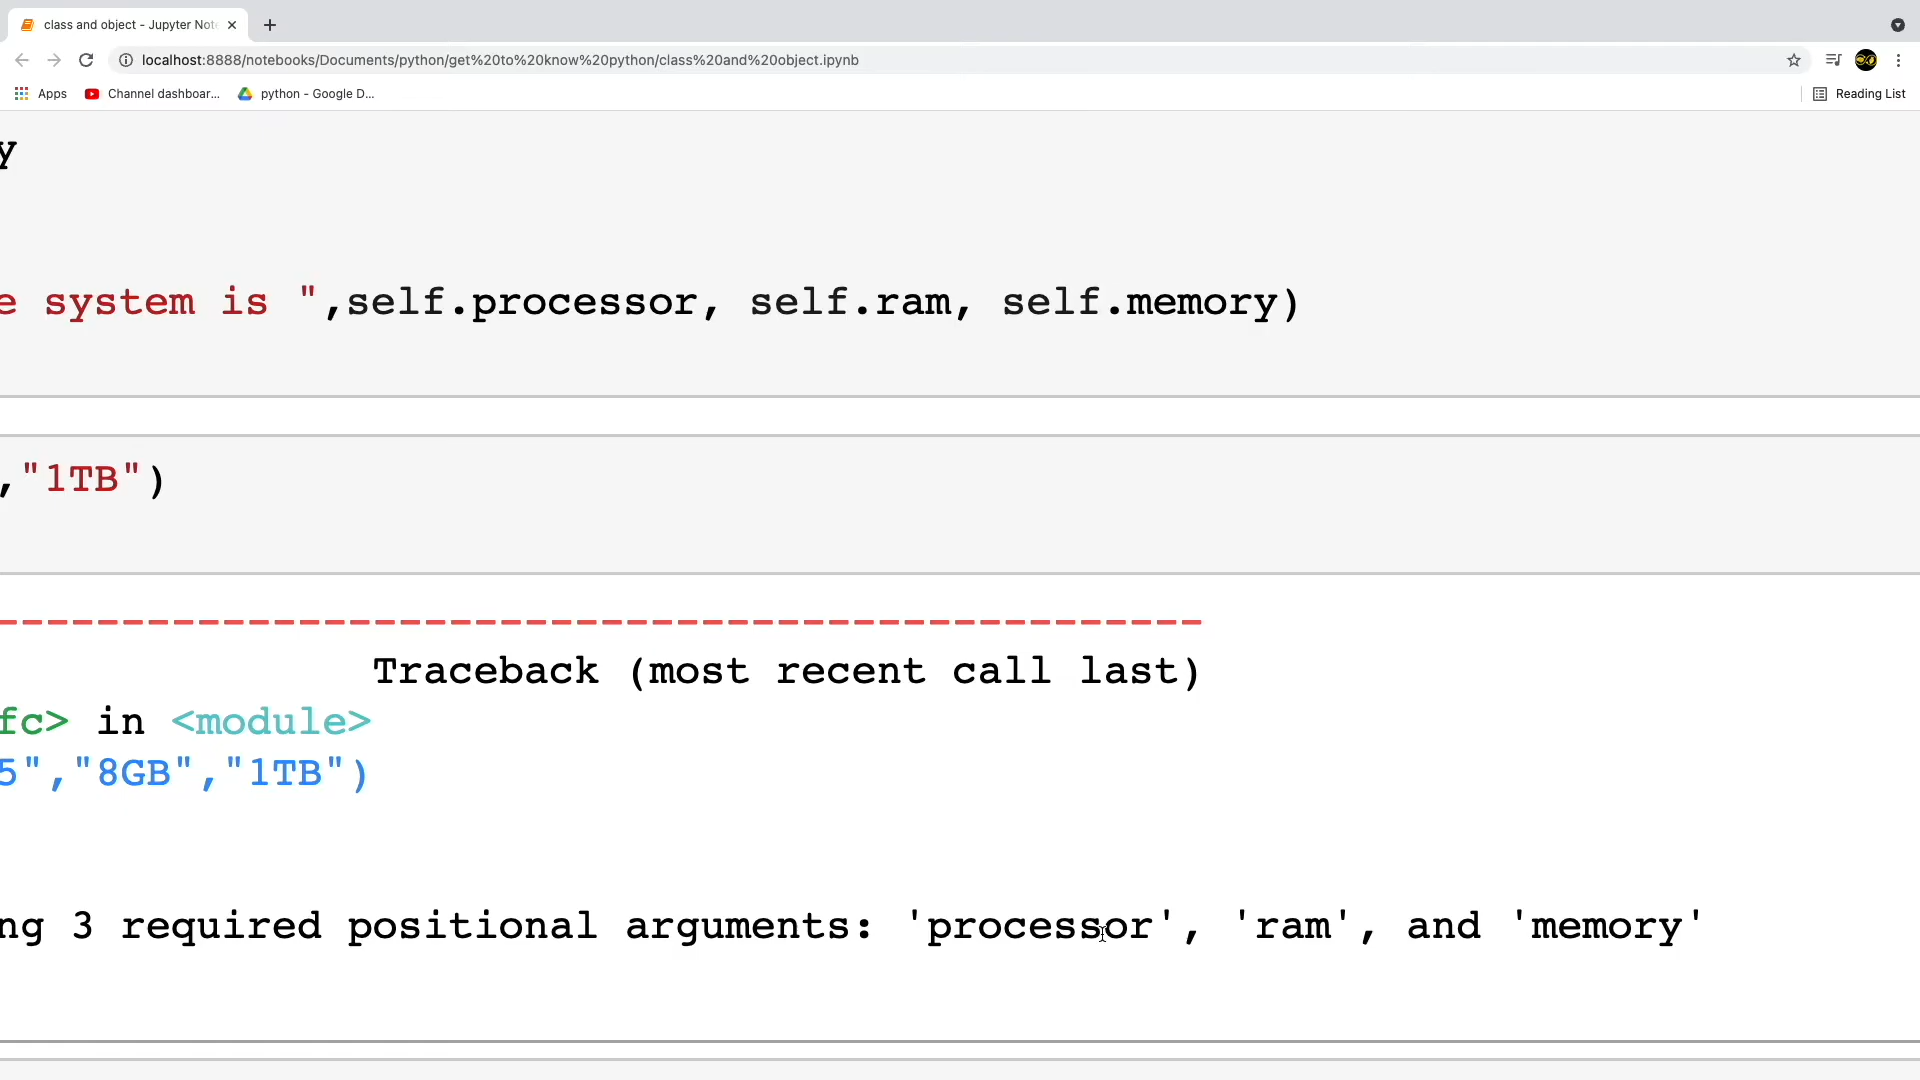 class and object - Jupyter Not
localhost:8888/notebooks/Documents/python/get%20to%20know%20python/class%20and%20object.ipynb
Apps Channel dashboar... python - Google D... Reading List
y
e system is ",self.processor, self.ram, self.memory)
,"1TB")
Traceback (most recent call last)
fc> in <module>
5","8GB","1TB")
ng 3 required positional arguments: 'processor', 'ram', and 'memory'